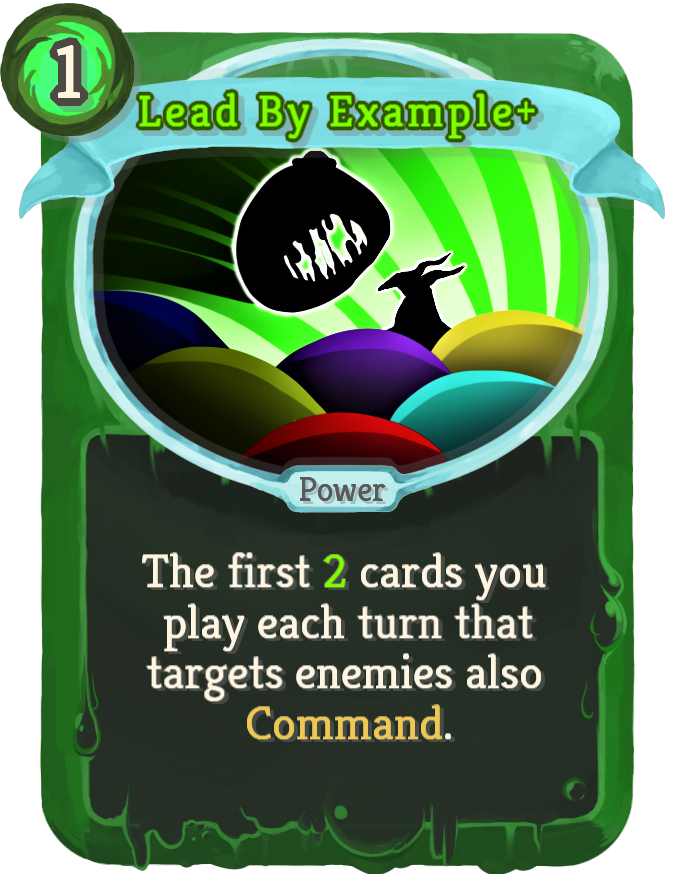 1
Lead By Example+
Power
The first 2 cards you
play each turn that
targets enemies also
Command.